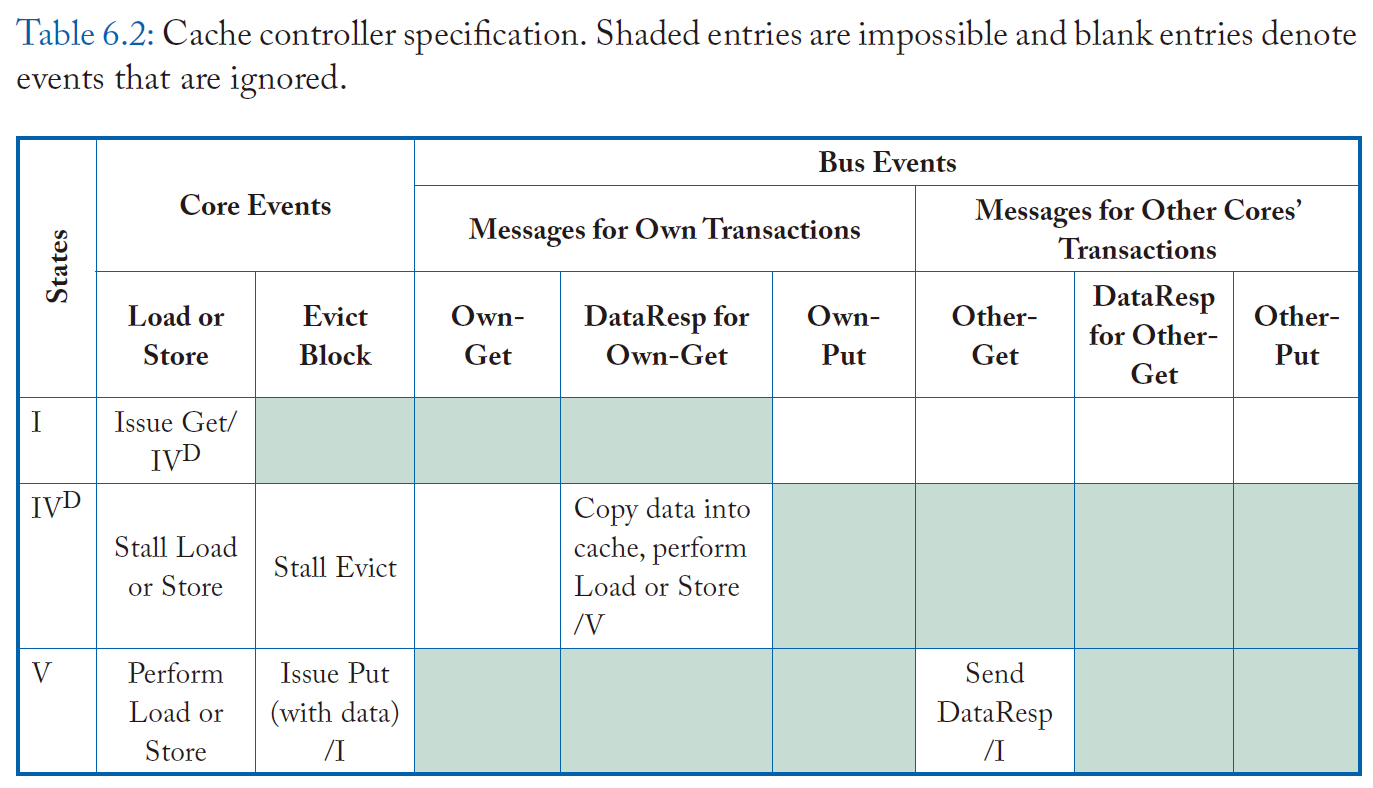 Table 6.2: Cache controller specification. Shaded entries are impossible and blank entries denote
events that are ignored.
States
Core Events
Bus Events
Messages for Own Transactions
Messages for Other Cores’
Transactions
Load or
Store
Evict
Block
Own-
Get
DataResp for
Own-Get
Own-
Put
Other-
Get
DataResp
for Other-
Get
Other-
Put
I
Issue Get/
IVD
IVD
Stall Load
or Store
Stall Evict
Copy data into
cache, perform
Load or Store
/V
V
Perform
Load or
Store
Issue Put
(with data)
/I
Send
DataResp
/I